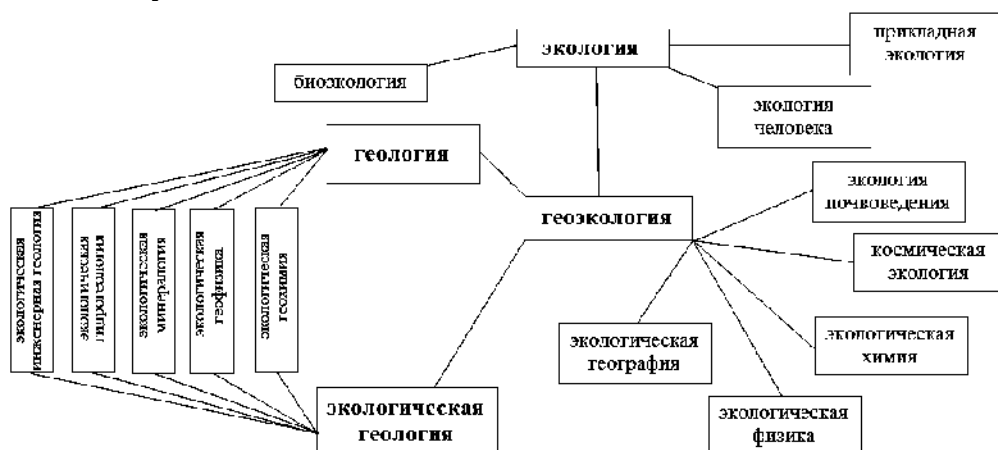 экология
прикладная
экология
биоэкология
экология
человека
геология
экология
почвоведения
геоэкология
космическая
экология
экологическая
инженерная геология
экологическая
гидрогеология
экологическая
минералогия
экологическая
геофизика
экологическая
геохимия
экологическая
география
экологическая
химия
экологическая
геология
экологическая
физика